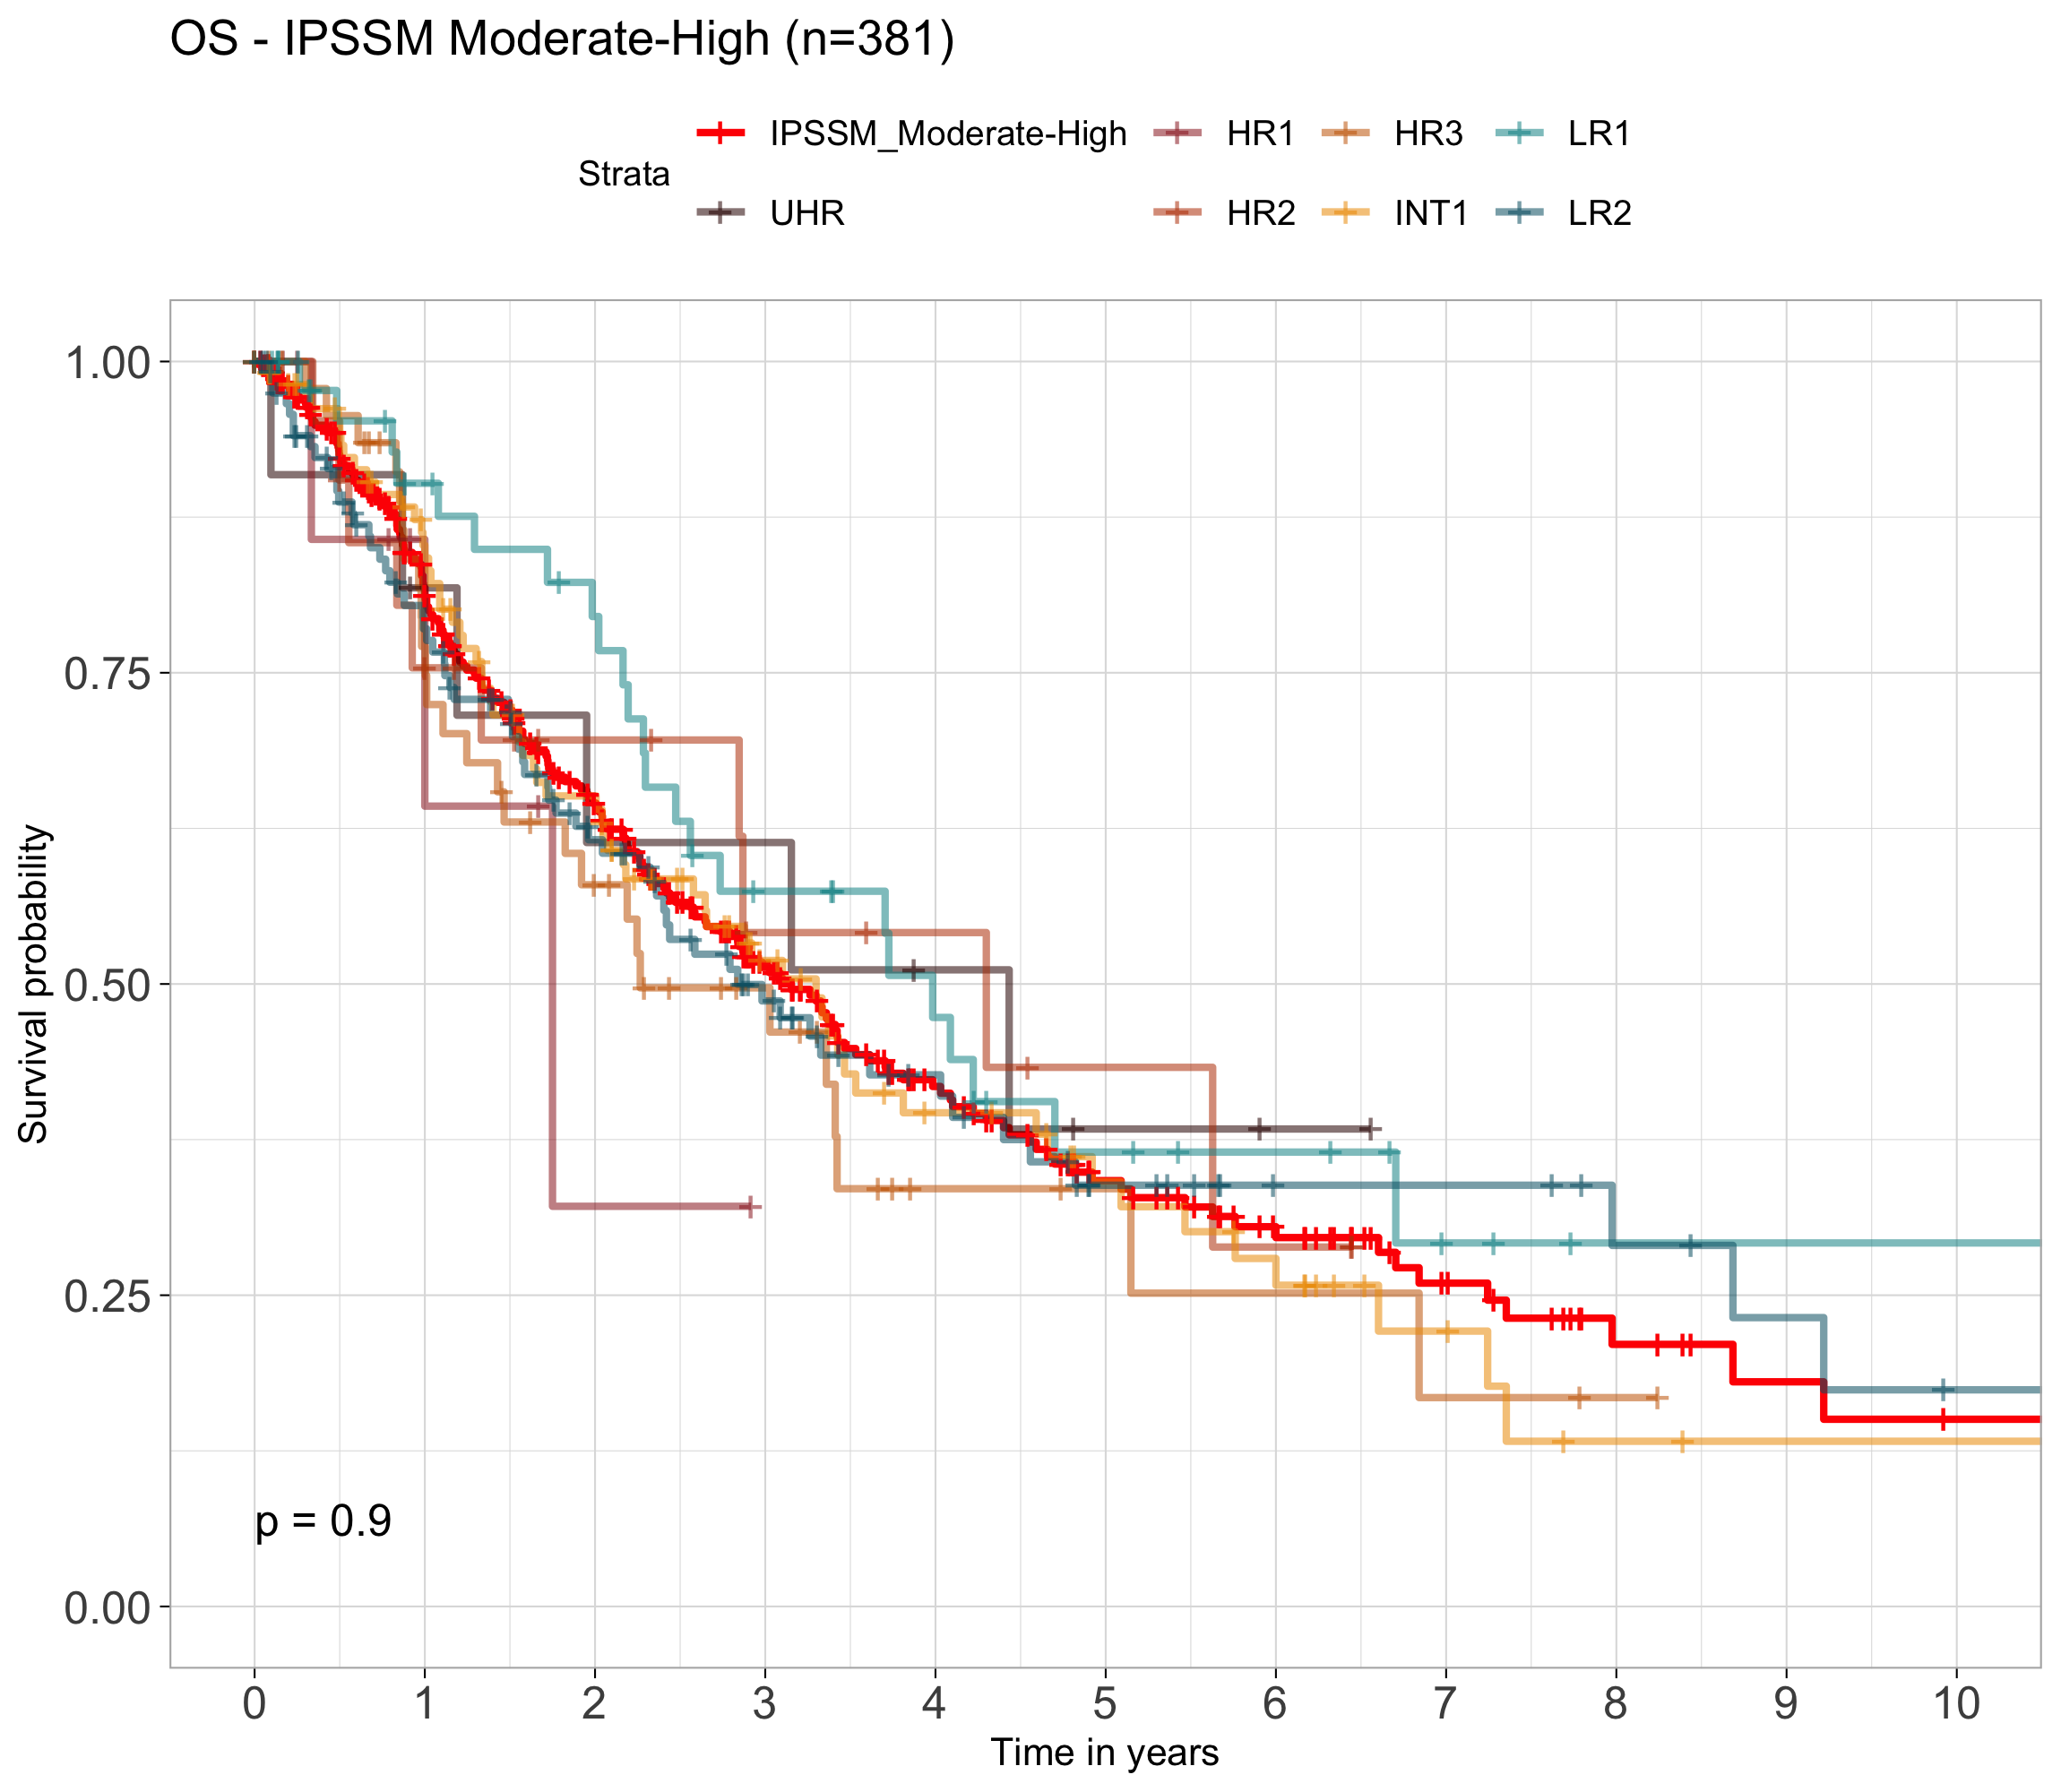 OS - IPSSM Moderate-High (n=381)
Strata
IPSSM_Moderate-High HR1 HR3 LR1
UHR HR2 INT1 LR2
Survival probability
1.00
0.75
0.50
0.25
0.00
p = 0.9
0 1 2 3 4 5 6 7 8 9 10
Time in years